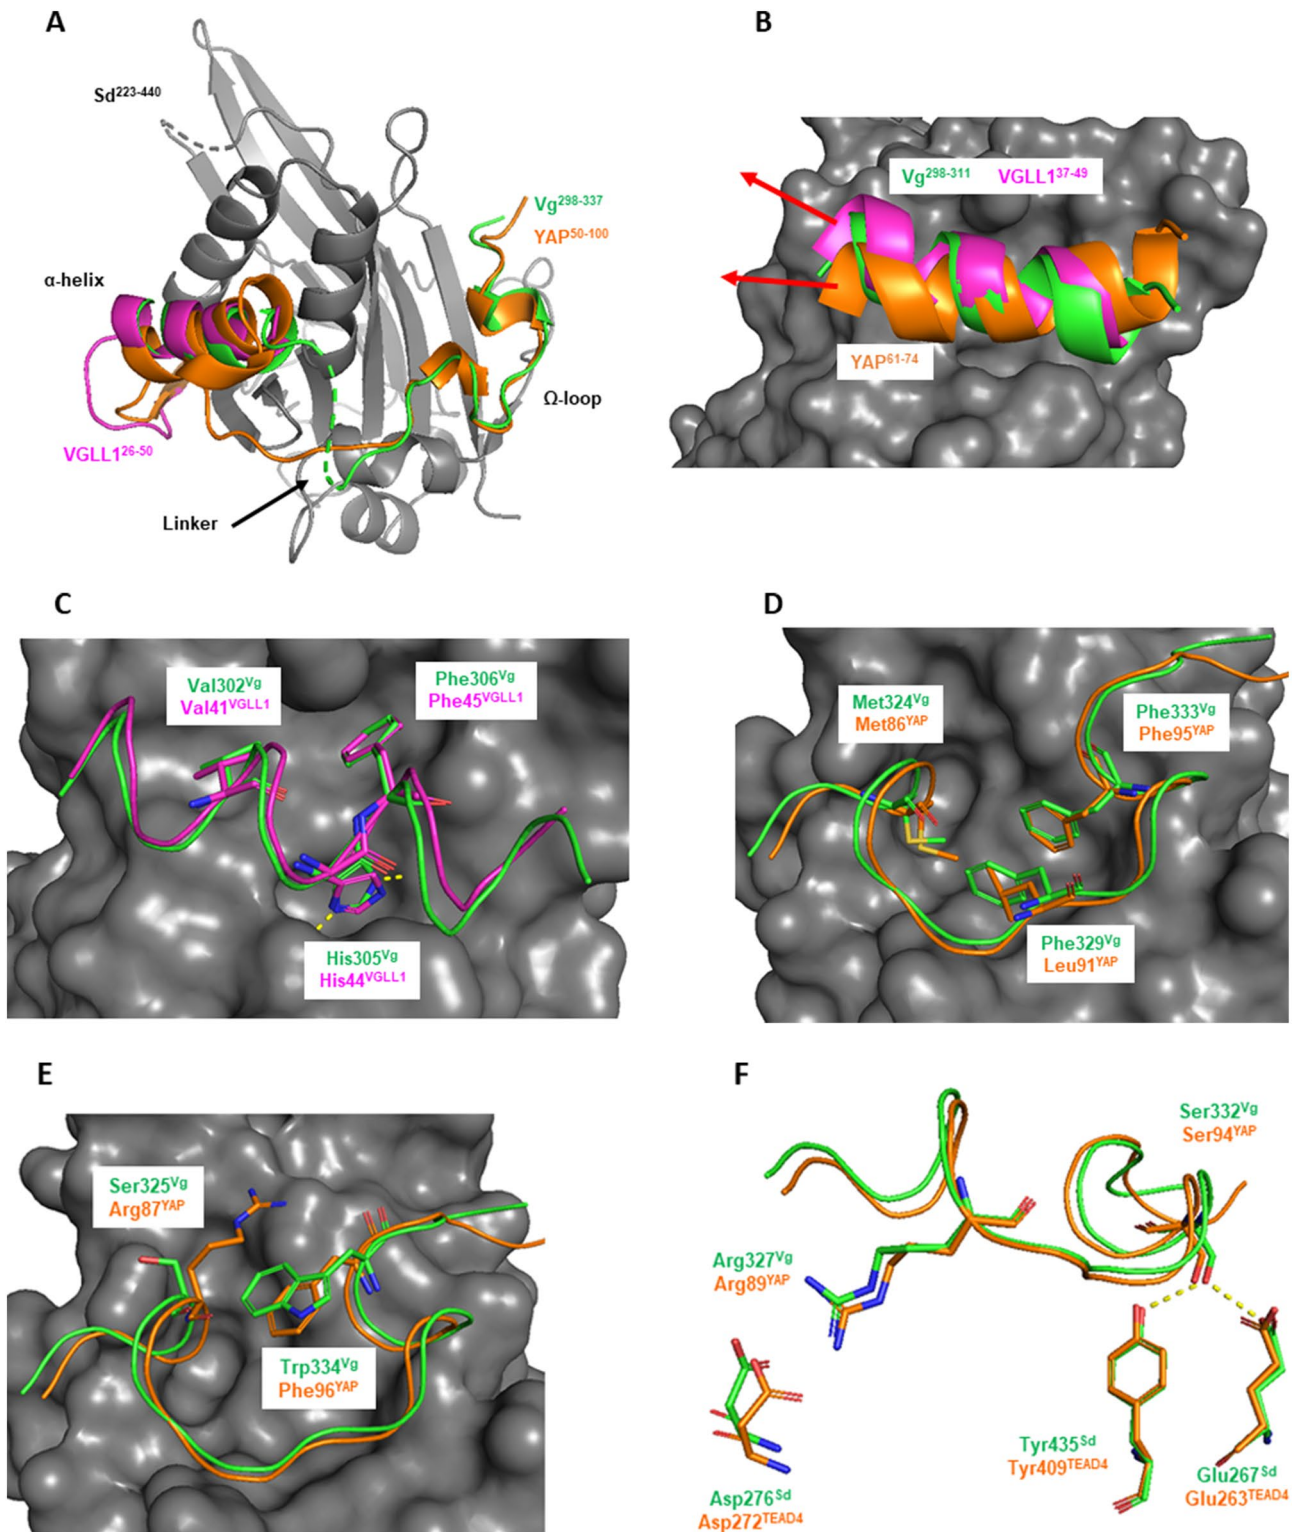 A
Sd223-440
Vg298-337
YAP50-100
α-helix
Ω-loop
VGLL126-50
Linker
B
Vg298-311 VGLL137-49
YAP61-74
C
Val302Vg
Val41VGLL1
Phe306Vg
Phe45VGLL1
His305Vg
His44VGLL1
D
Met324Vg
Met86YAP
Phe333Vg
Phe95YAP
Phe329Vg
Leu91YAP
E
Ser325Vg
Arg87YAP
Trp334Vg
Phe96YAP
F
Ser332Vg
Ser94YAP
Arg327Vg
Arg89YAP
Tyr435Sd
Tyr409TEAD4
Glu267Sd
Glu263TEAD4
Asp276Sd
Asp272TEAD4